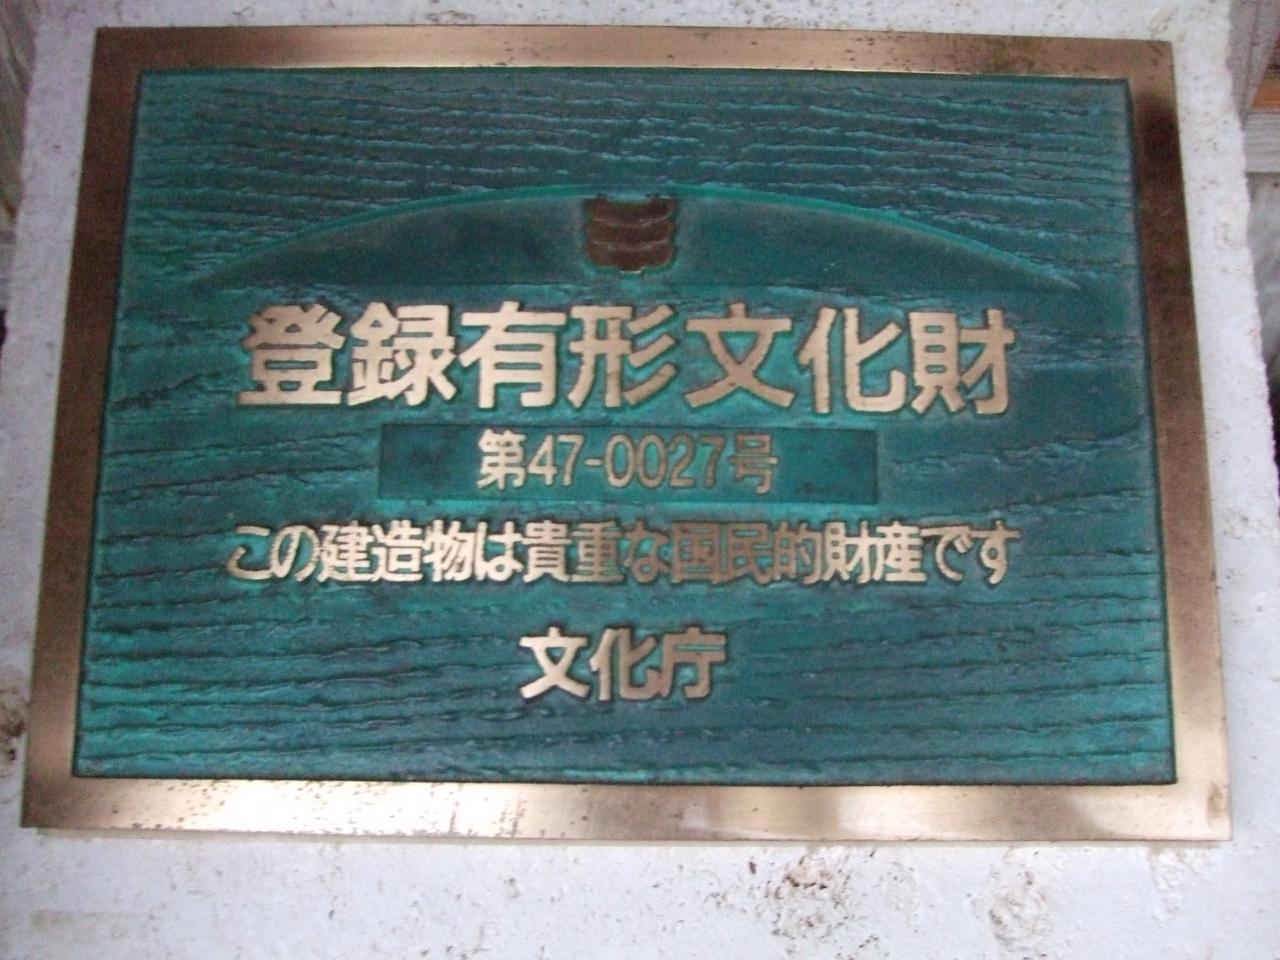 登録有形文化財
第47-0027号
この建造物は貴重な国民的財産です
文化庁